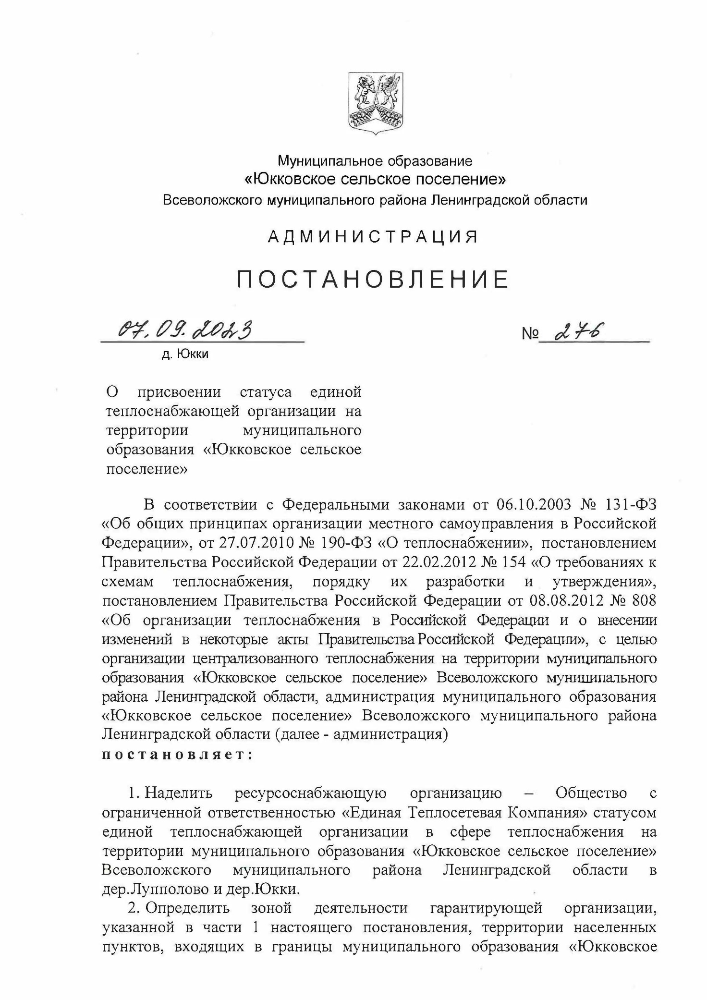 Муниципальное образование
«Юкковское сельское поселение»
Всеволожского муниципального района Ленинградской области
АДМИНИСТРАЦИЯ
ПОСТАНОВЛЕНИЕ
07.09.2023 № 276
д. Юкки
О присвоении статуса единой
теплоснабжающей организации на
территории муниципального
образования «Юкковское сельское
поселение»
В соответствии с Федеральными законами от 06.10.2003 № 131-ФЗ
«Об общих принципах организации местного самоуправления в Российской
Федерации», от 27.07.2010 № 190-ФЗ «О теплоснабжении», постановлением
Правительства Российской Федерации от 22.02.2012 № 154 «О требованиях к
схемам теплоснабжения, порядку их разработки и утверждения»,
постановлением Правительства Российской Федерации от 08.08.2012 № 808
«Об организации теплоснабжения в Российской Федерации и о внесении
изменений в некоторые акты Правительства Российской Федерации», с целью
организации централизованного теплоснабжения на территории муниципального
образования «Юкковское сельское поселение» Всеволожского муниципального
района Ленинградской области, администрация муниципального образования
«Юкковское сельское поселение» Всеволожского муниципального района
Ленинградской области (далее - администрация)
постановляет:
1. Наделить ресурсоснабжающую организацию – Общество с
ограниченной ответственностью «Единая Теплосетевая Компания» статусом
единой теплоснабжающей организации в сфере теплоснабжения на
территории муниципального образования «Юкковское сельское поселение»
Всеволожского муниципального района Ленинградской области в
дер.Лупполово и дер.Юкки.
2. Определить зоной деятельности гарантирующей организации,
указанной в части 1 настоящего постановления, территории населенных
пунктов, входящих в границы муниципального образования «Юкковское